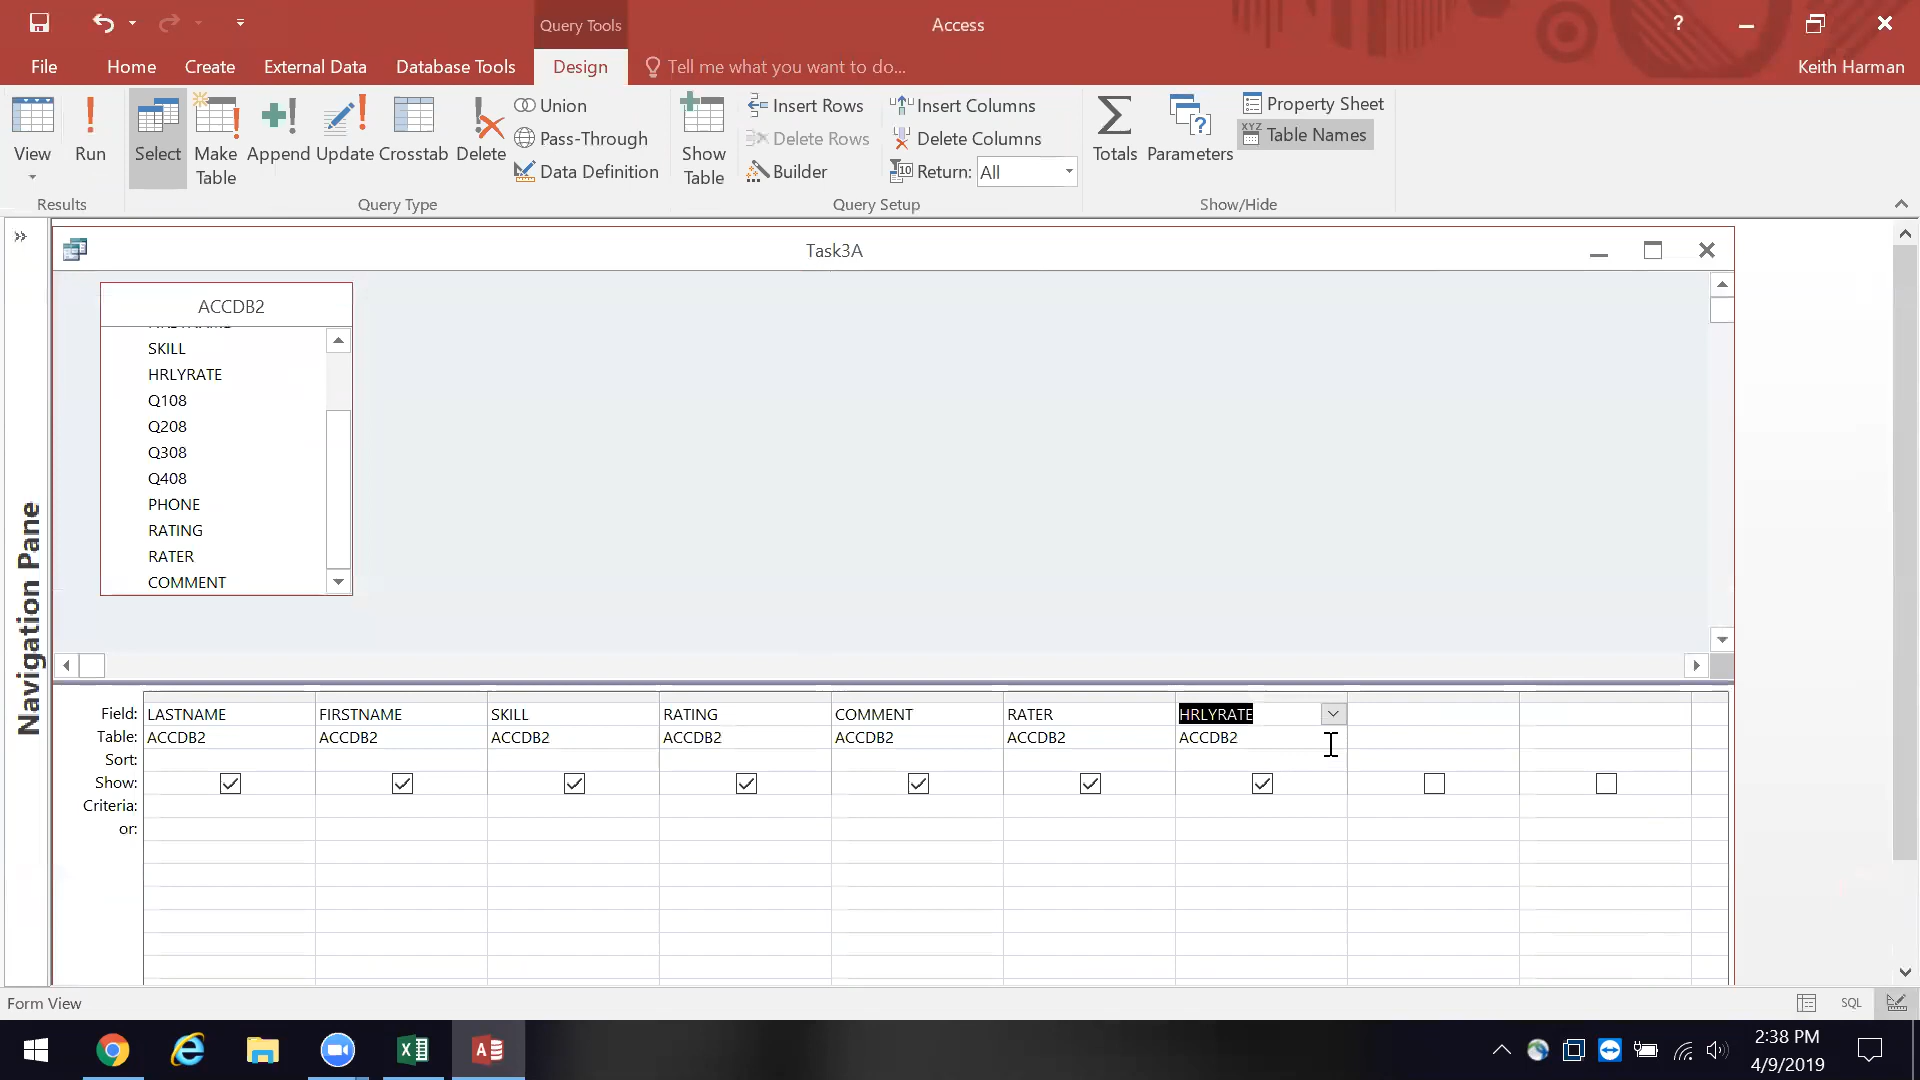 Query Tools
Access
?
File
Home
Create
External Data
Database Tools
Design
Tell me what you want to do...
Keith Harman
View
Run
Select
Make Table
Append
Update
Crosstab
Delete
Union
Pass-Through
Data Definition
Show Table
Insert Rows
Delete Rows
Builder
Insert Columns
Delete Columns
Return: All
Totals
Parameters
Property Sheet
Table Names
Results
Query Type
Query Setup
Show/Hide
Navigation Pane
Task3A
ACCDB2
SKILL
HRLYRATE
Q108
Q208
Q308
Q408
PHONE
RATING
RATER
COMMENT
Field: LASTNAME FIRSTNAME SKILL RATING COMMENT RATER HRLYRATE
Table: ACCDB2 ACCDB2 ACCDB2 ACCDB2 ACCDB2 ACCDB2 ACCDB2
Sort:
Show:
Criteria:
or:
Form View
SQL
2:38 PM
4/9/2019